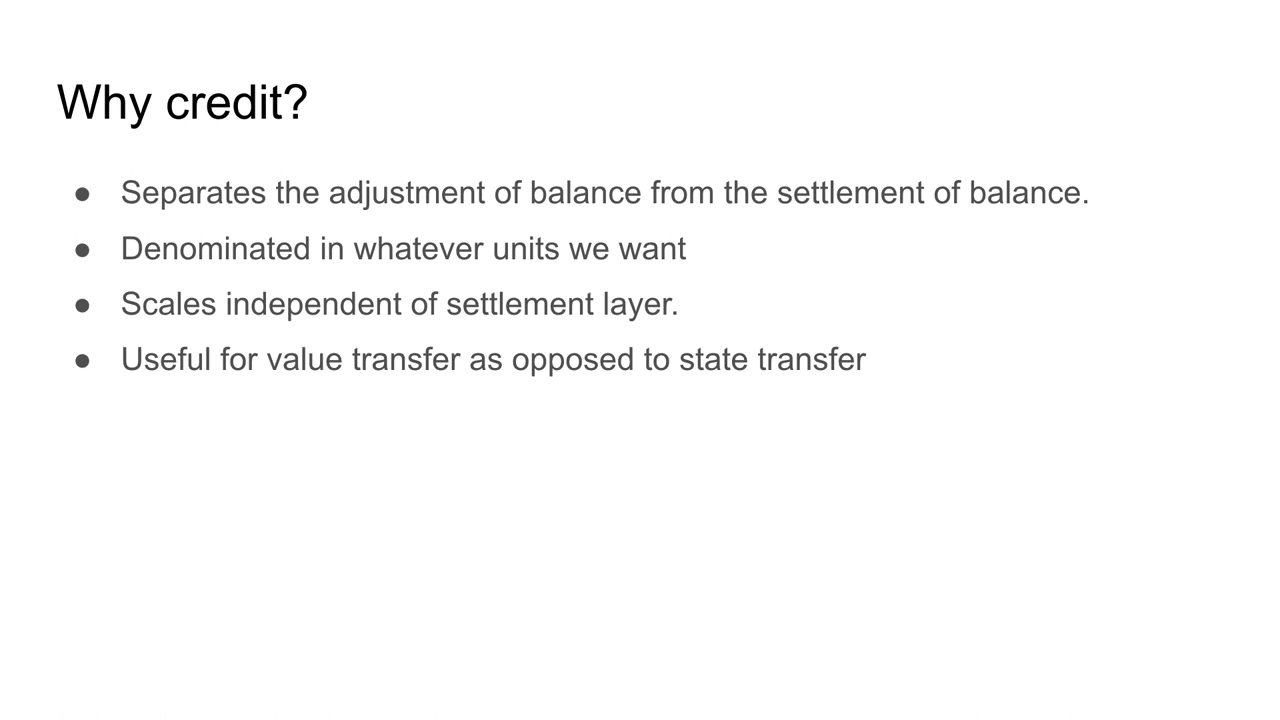 Why credit?
● Separates the adjustment of balance from the settlement of balance.
● Denominated in whatever units we want
● Scales independent of settlement layer.
● Useful for value transfer as opposed to state transfer